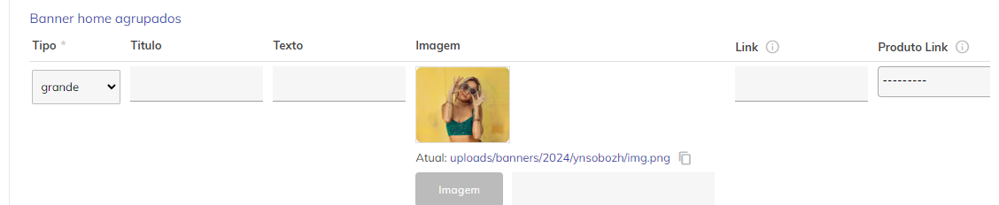 Banner home agrupados
Tipo * Titulo Texto Imagem Link Produto Link
grande
---------
Atual: uploads/banners/2024/ynsobozh/img.png
Imagem